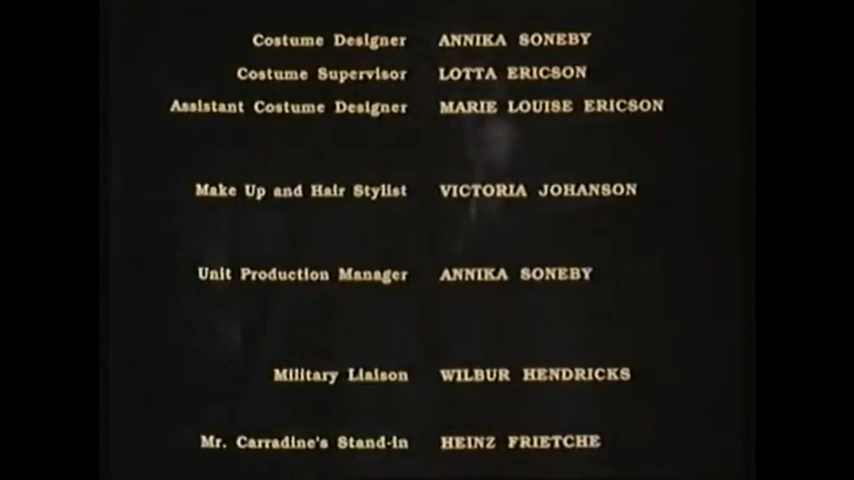 Costume Designer ANNIKA SONEBY
Costume Supervisor LOTTA ERICSON
Assistant Costume Designer MARIE LOUISE ERICSON
Make Up and Hair Stylist VICTORIA JOHANSON
Unit Production Manager ANNIKA SONEBY
Military Liaison WILBUR HENDRICKS
Mr. Carradine's Stand-in HEINZ FRIETCHE